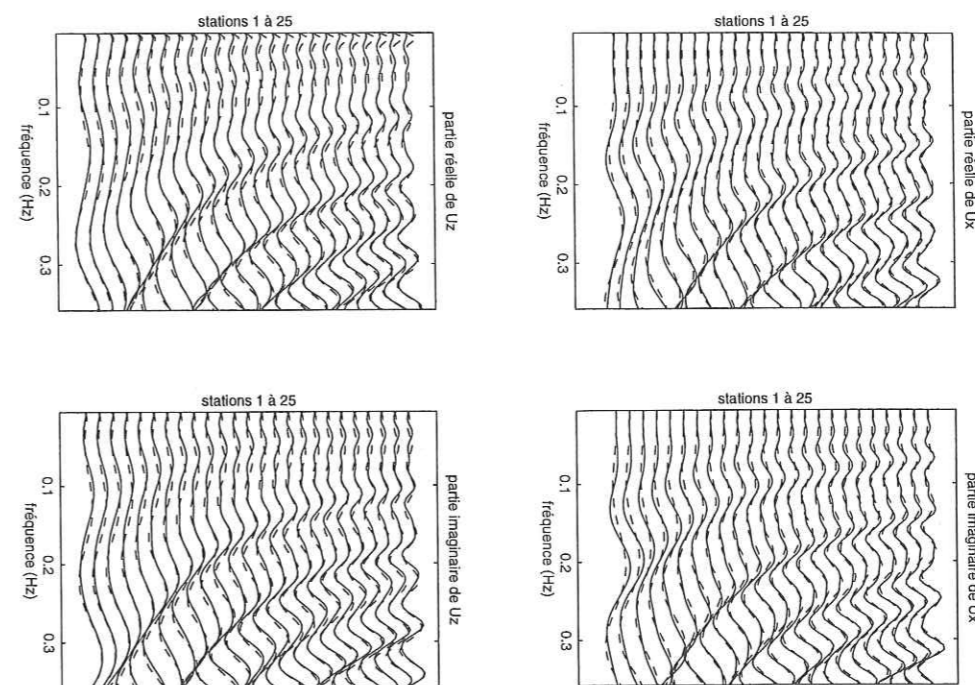 stations 1 à 25
0.1
0.2
0.3
fréquence (Hz)
partie réelle de Uz
stations 1 à 25
0.1
0.2
0.3
fréquence (Hz)
partie réelle de Ux
stations 1 à 25
0.1
0.2
0.3
fréquence (Hz)
partie imaginaire de Uz
stations 1 à 25
0.1
0.2
0.3
fréquence (Hz)
partie imaginaire de Ux